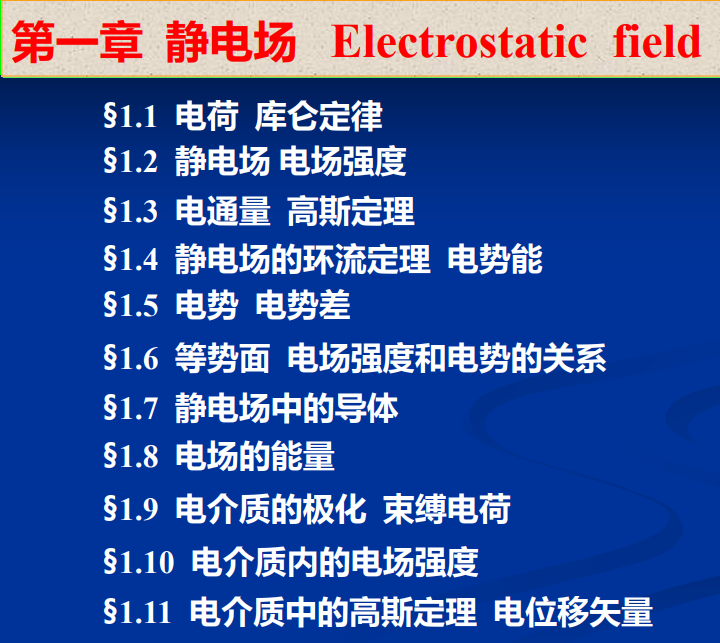 第一章 静电场 Electrostatic field
§1.1 电荷 库仑定律
§1.2 静电场 电场强度
§1.3 电通量 高斯定理
§1.4 静电场的环流定理 电势能
§1.5 电势 电势差
§1.6 等势面 电场强度和电势的关系
§1.7 静电场中的导体
§1.8 电场的能量
§1.9 电介质的极化 束缚电荷
§1.10 电介质内的电场强度
§1.11 电介质中的高斯定理 电位移矢量